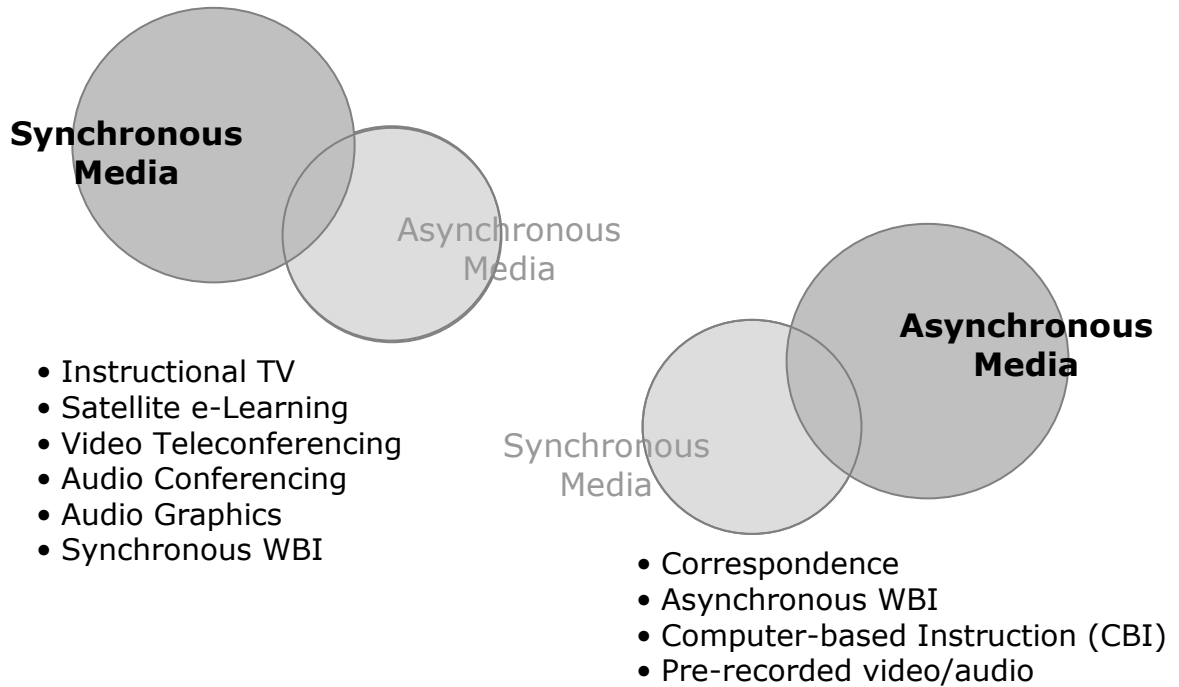 Synchronous
Media
Asynchronous
Media
• Instructional TV
• Satellite e-Learning
• Video Teleconferencing
• Audio Conferencing
• Audio Graphics
• Synchronous WBI
Asynchronous
Media
Synchronous
Media
• Correspondence
• Asynchronous WBI
• Computer-based Instruction (CBI)
• Pre-recorded video/audio